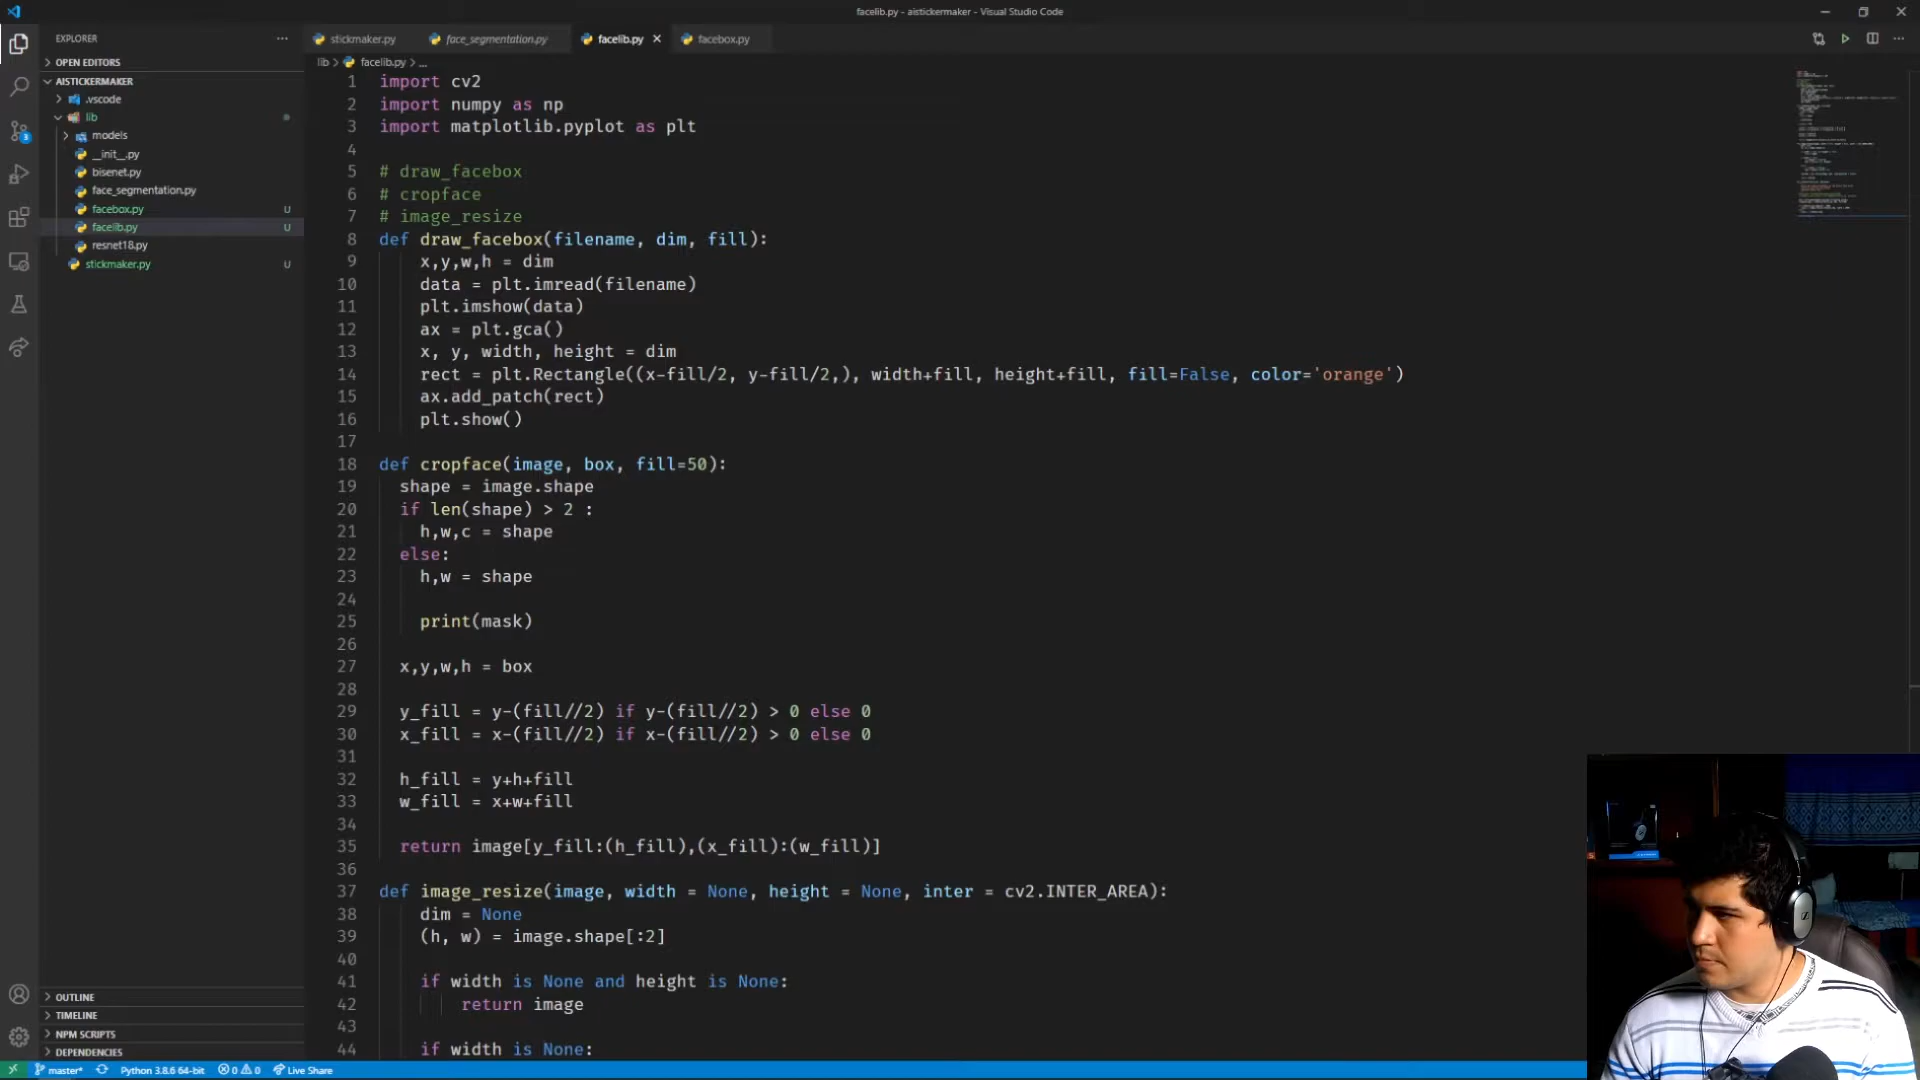 facelib.py - aistickermaker - Visual Studio Code
EXPLORER
stickmaker.py
face_segmentation.py
facelib.py
facebox.py
OPEN EDITORS
AISTICKERMAKER
.vscode
lib
models
__init__.py
bisenet.py
face_segmentation.py
facebox.py U
facelib.py U
resnet18.py
stickmaker.py U
OUTLINE
TIMELINE
NPM SCRIPTS
DEPENDENCIES
lib > facelib.py > ...
1 import cv2
2 import numpy as np
3 import matplotlib.pyplot as plt
4
5 # draw_facebox
6 # cropface
7 # image_resize
8 def draw_facebox(filename, dim, fill):
9 x,y,w,h = dim
10 data = plt.imread(filename)
11 plt.imshow(data)
12 ax = plt.gca()
13 x, y, width, height = dim
14 rect = plt.Rectangle((x-fill/2, y-fill/2,), width+fill, height+fill, fill=False, color='orange')
15 ax.add_patch(rect)
16 plt.show()
17
18 def cropface(image, box, fill=50):
19 shape = image.shape
20 if len(shape) > 2 :
21 h,w,c = shape
22 else:
23 h,w = shape
24
25 print(mask)
26
27 x,y,w,h = box
28
29 y_fill = y-(fill//2) if y-(fill//2) > 0 else 0
30 x_fill = x-(fill//2) if x-(fill//2) > 0 else 0
31
32 h_fill = y+h+fill
33 w_fill = x+w+fill
34
35 return image[y_fill:(h_fill),(x_fill):(w_fill)]
36
37 def image_resize(image, width = None, height = None, inter = cv2.INTER_AREA):
38 dim = None
39 (h, w) = image.shape[:2]
40
41 if width is None and height is None:
42 return image
43
44 if width is None:
master* Python 3.8.6 64-bit 0 0 Live Share